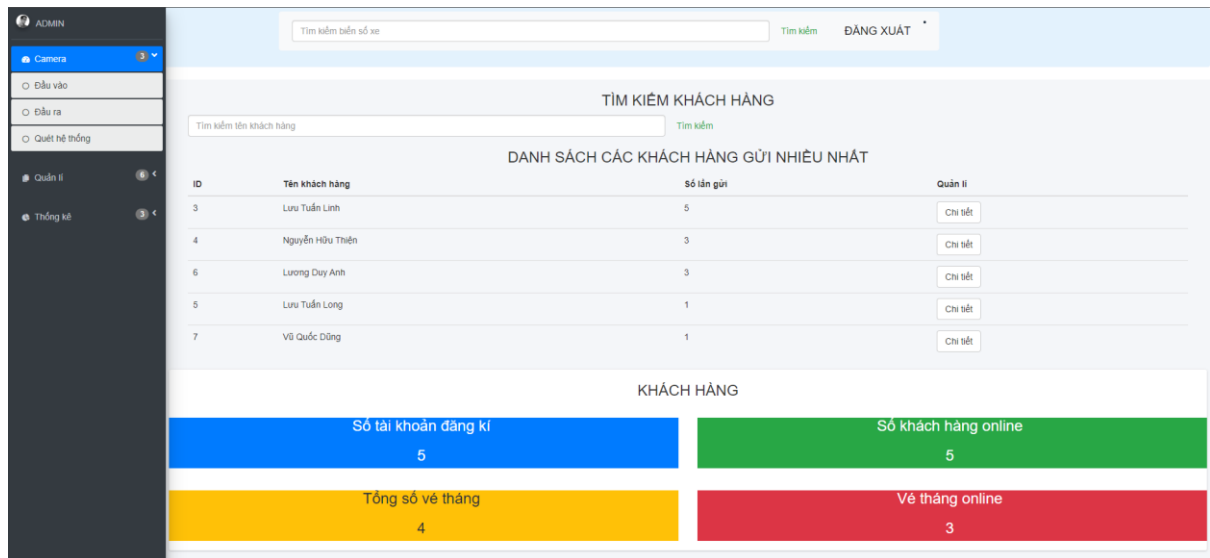 ADMIN
Camera 3
Đầu vào
Đầu ra
Quét hệ thống
Quản lí 6
Thống kê 3
Tìm kiếm biển số xe Tìm kiếm ĐĂNG XUẤT
TÌM KIẾM KHÁCH HÀNG
Tìm kiếm tên khách hàng Tìm kiếm
DANH SÁCH CÁC KHÁCH HÀNG GỬI NHIỀU NHẤT
ID Tên khách hàng Số lần gửi Quản lí
3 Lưu Tuấn Linh 5 Chi tiết
4 Nguyễn Hữu Thiện 3 Chi tiết
6 Lương Duy Anh 3 Chi tiết
5 Lưu Tuấn Long 1 Chi tiết
7 Vũ Quốc Dũng 1 Chi tiết
KHÁCH HÀNG
Số tài khoản đăng kí Số khách hàng online
5 5
Tổng số vé tháng Vé tháng online
4 3